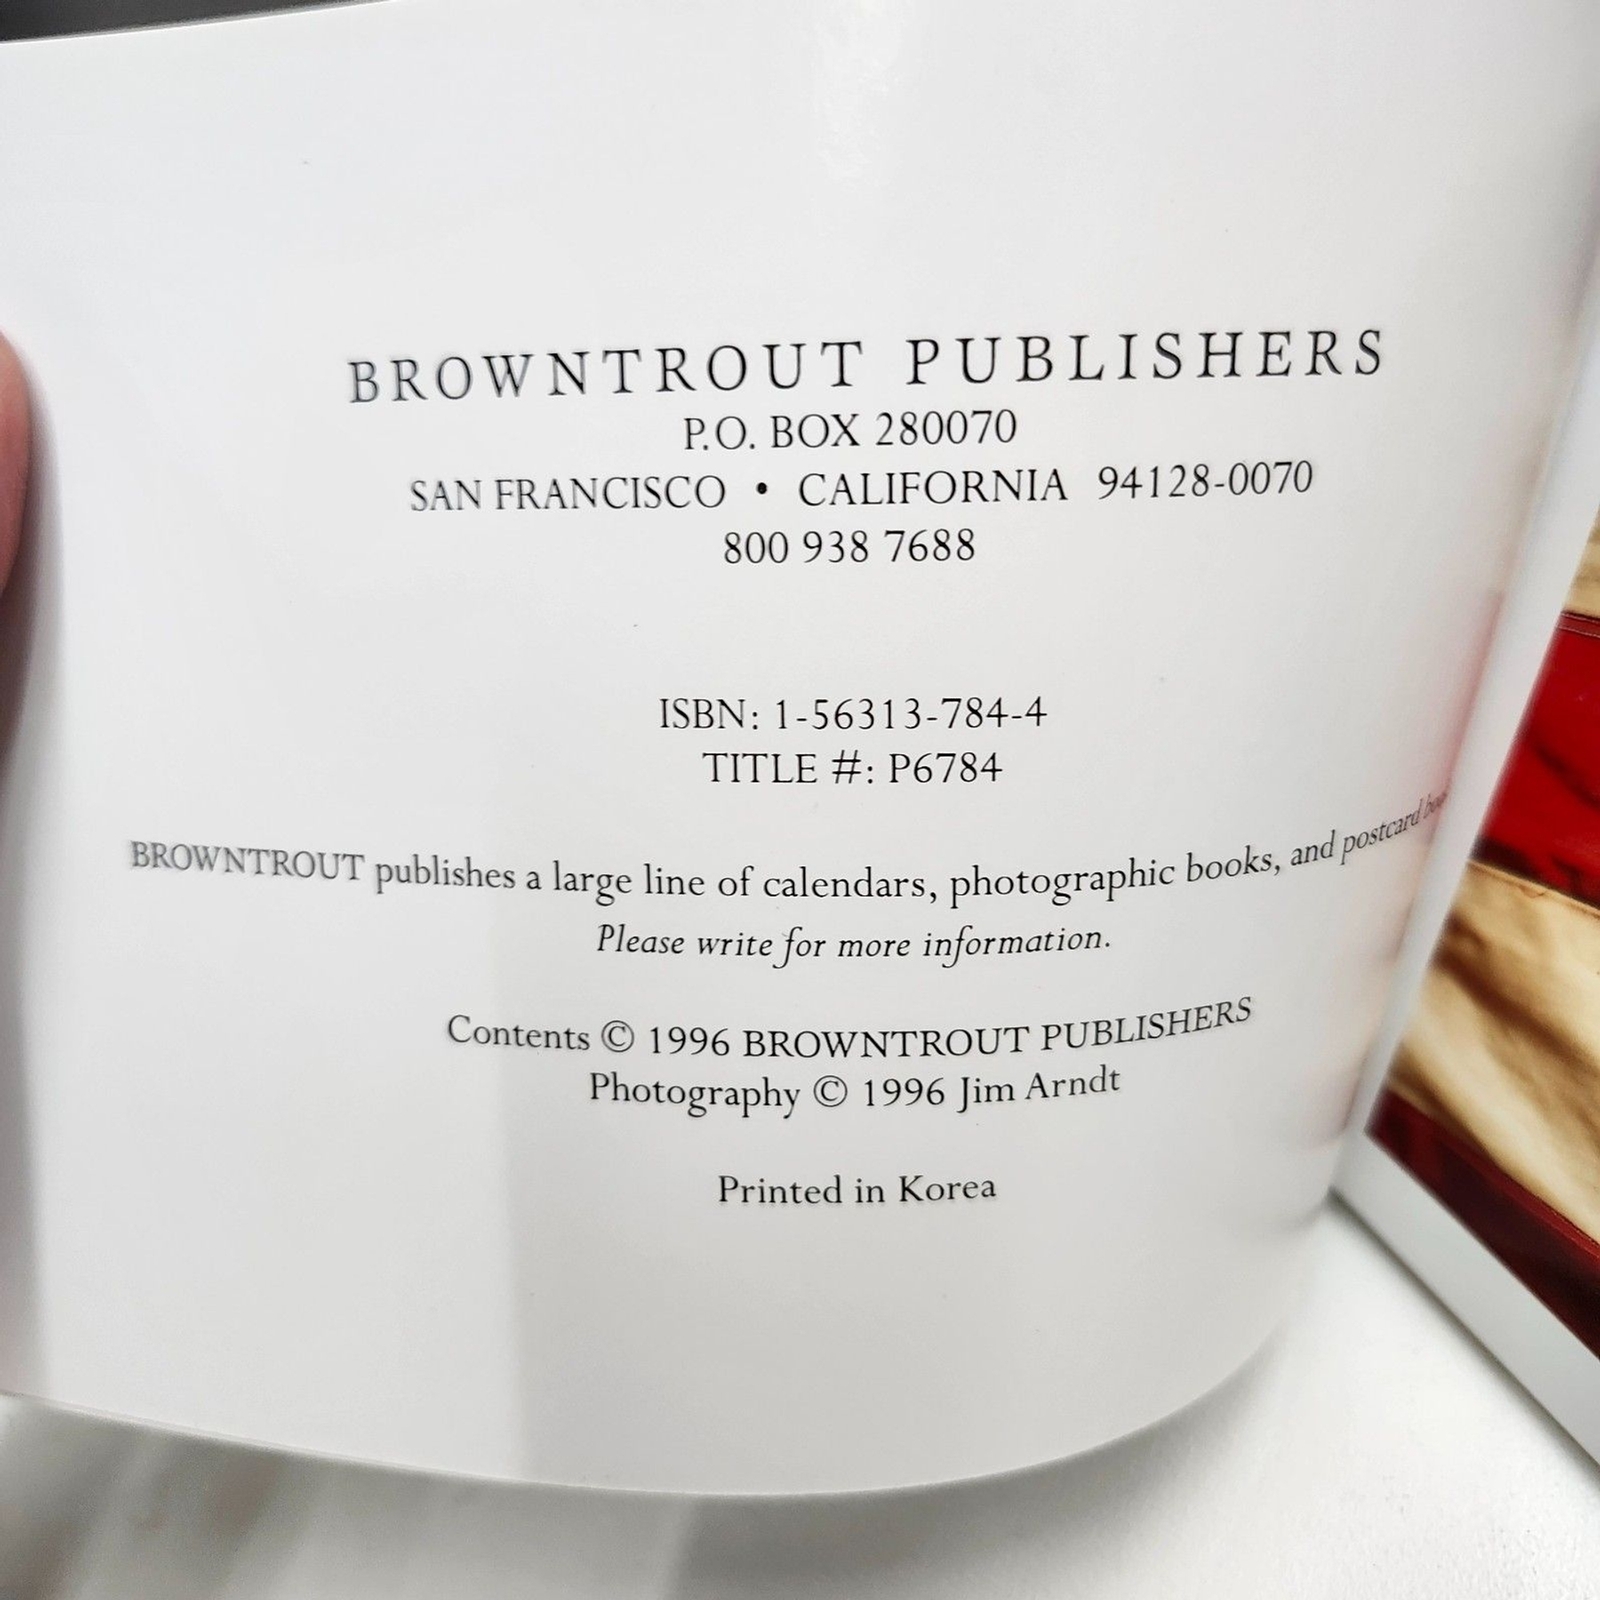 BROWNTROUT PUBLISHERS
P.O. BOX 280070
SAN FRANCISCO • CALIFORNIA 94128-0070
800 938 7688
ISBN: 1-56313-784-4
TITLE #: P6784
BROWNTROUT publishes a large line of calendars, photographic books, and postcard
Please write for more information.
Contents © 1996 BROWNTROUT PUBLISHERS
Photography © 1996 Jim Arndt
Printed in Korea